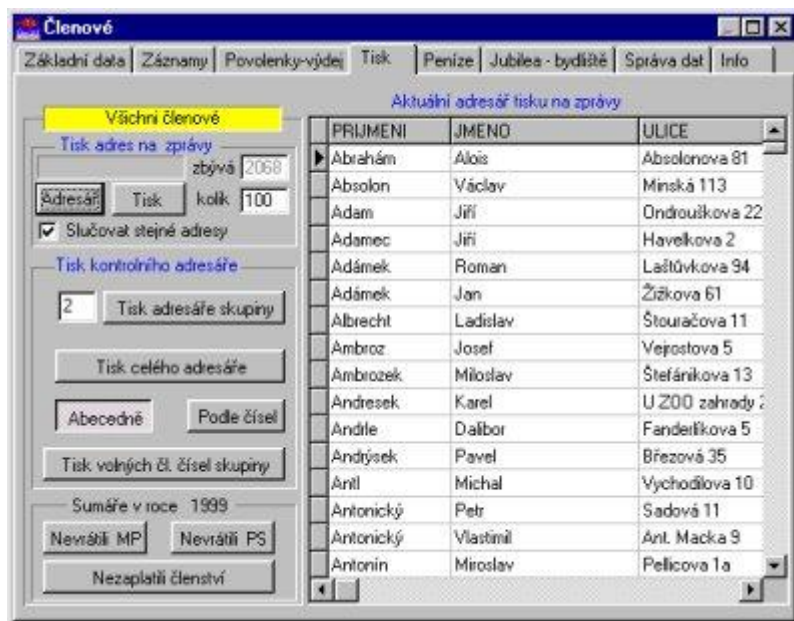 Členové
Základní data Záznamy Povolenky-výdej Tisk Peníze Jubilea - bydliště Správa dat Info
Všichni členové
Tisk adres na zprávy
zbývá 2068
Adresář Tisk kolik 100
Slučovat stejné adresy
Tisk kontrolního adresáře
2 Tisk adresáře skupiny
Tisk celého adresáře
Abecedně Podle čísel
Tisk volných čl. čísel skupiny
Sumáře v roce 1999
Nevrátili MP Nevrátili PS
Nezaplatili členství
Aktuální adresář tisku na zprávy
PRIJMENI JMENO ULICE
Abrahám Alois Absolonova 81
Absolon Václav Minská 113
Adam Jiří Ondrouškova 22
Adamec Jiří Havelkova 2
Adámek Roman Laštůvkova 94
Adámek Jan Žižkova 61
Albrecht Ladislav Štouračova 11
Ambroz Josef Vejrostova 5
Ambrozek Miloslav Štefánikova 13
Andresek Karel U ZOO zahrady
Andrle Dalibor Fanderlíkova 5
Andrýsek Pavel Březová 35
Antl Michal Vychodilova 10
Antonický Petr Sadová 11
Antonický Vlastimil Ant. Macka 9
Antonín Miroslav Pellicova 1a